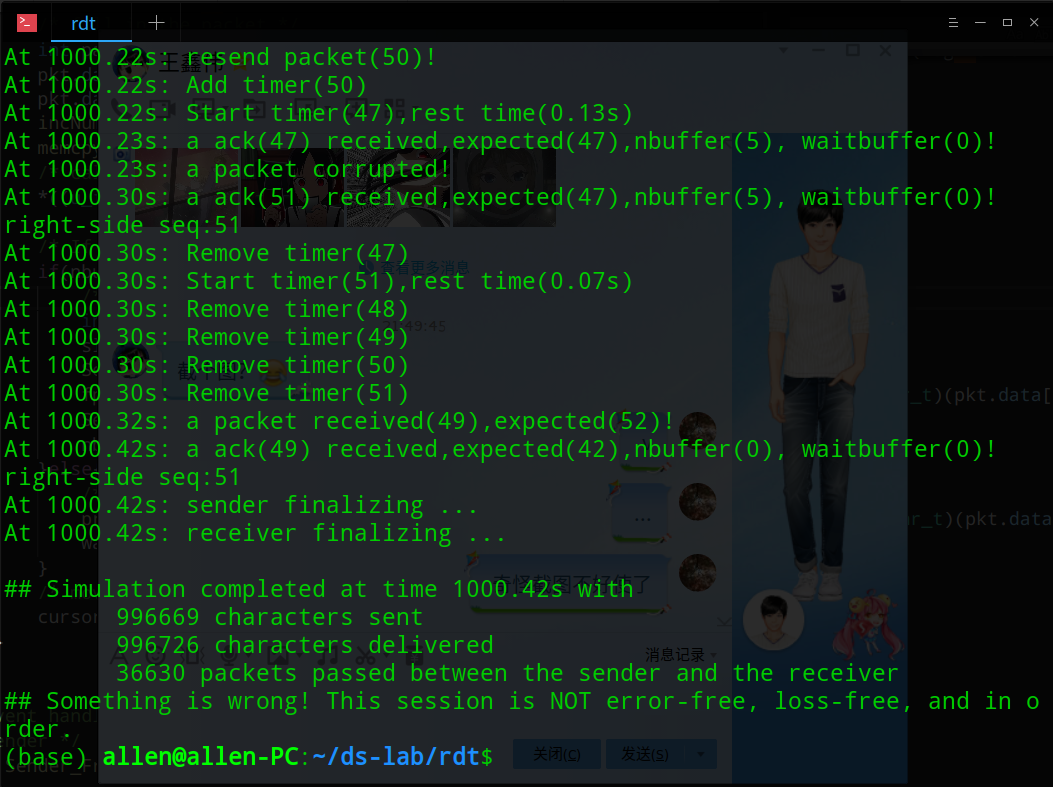 rdt
At 1000.22s: resend packet(50)!
At 1000.22s: Add timer(50)
At 1000.22s: Start timer(47),rest time(0.13s)
At 1000.23s: a ack(47) received,expected(47),nbuffer(5), waitbuffer(0)!
At 1000.23s: a packet corrupted!
At 1000.30s: a ack(51) received,expected(47),nbuffer(5), waitbuffer(0)!
right-side seq:51
At 1000.30s: Remove timer(47)
At 1000.30s: Start timer(51),rest time(0.07s)
At 1000.30s: Remove timer(48)
At 1000.30s: Remove timer(49)
At 1000.30s: Remove timer(50)
At 1000.30s: Remove timer(51)
At 1000.32s: a packet received(49),expected(52)!
At 1000.42s: a ack(49) received,expected(42),nbuffer(0), waitbuffer(0)!
right-side seq:51
At 1000.42s: sender finalizing ...
At 1000.42s: receiver finalizing ...
## Simulation completed at time 1000.42s with
996669 characters sent
996726 characters delivered
36630 packets passed between the sender and the receiver
## Something is wrong! This session is NOT error-free, loss-free, and in o
rder.
(base) allen@allen-PC:~/ds-lab/rdt$
_t)(pkt.data[
r_t)(pkt.data
...
}
cursor
消息记录
关闭(C)
发送(S)